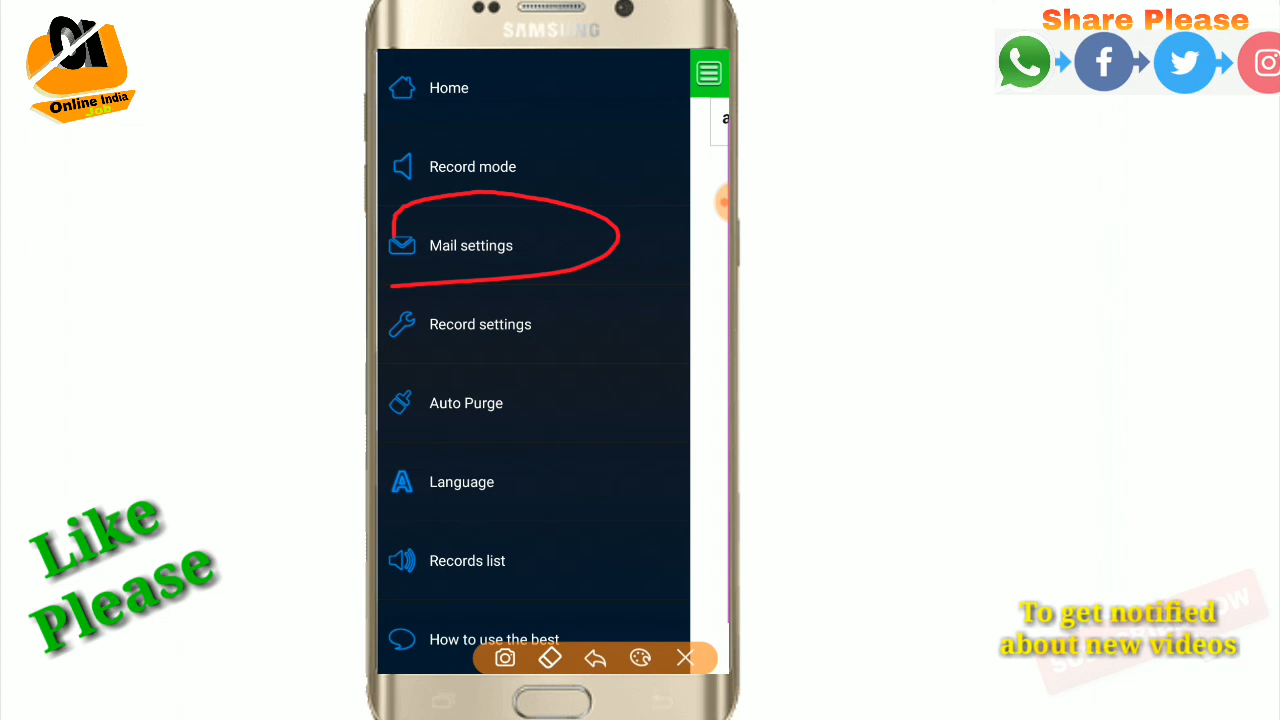 Online India
Job
SAMSUNG
Share Please
Home
Record mode
Mail settings
Record settings
Auto Purge
Language
Records list
How to use the best
Like
Please
To get notified
about new videos